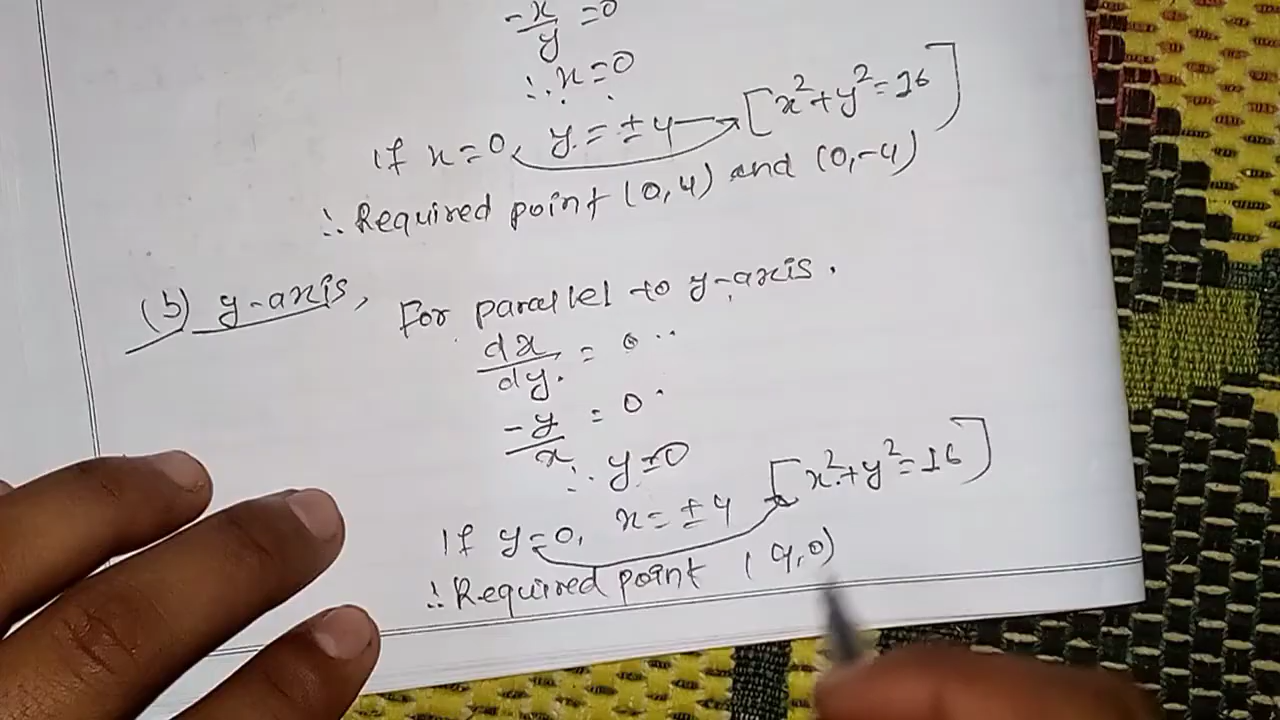 -x/y = 0
∴ x = 0
If x = 0, y = ± 4 → [x² + y² = 16]
∴ Required point (0, 4) and (0, -4)
(b) y-axis, For parallel to y-axis.
dx/dy = 0
-y/x = 0
∴ y = 0
If y = 0, x = ± 4 [x² + y² = 16]
∴ Required point (4, 0)